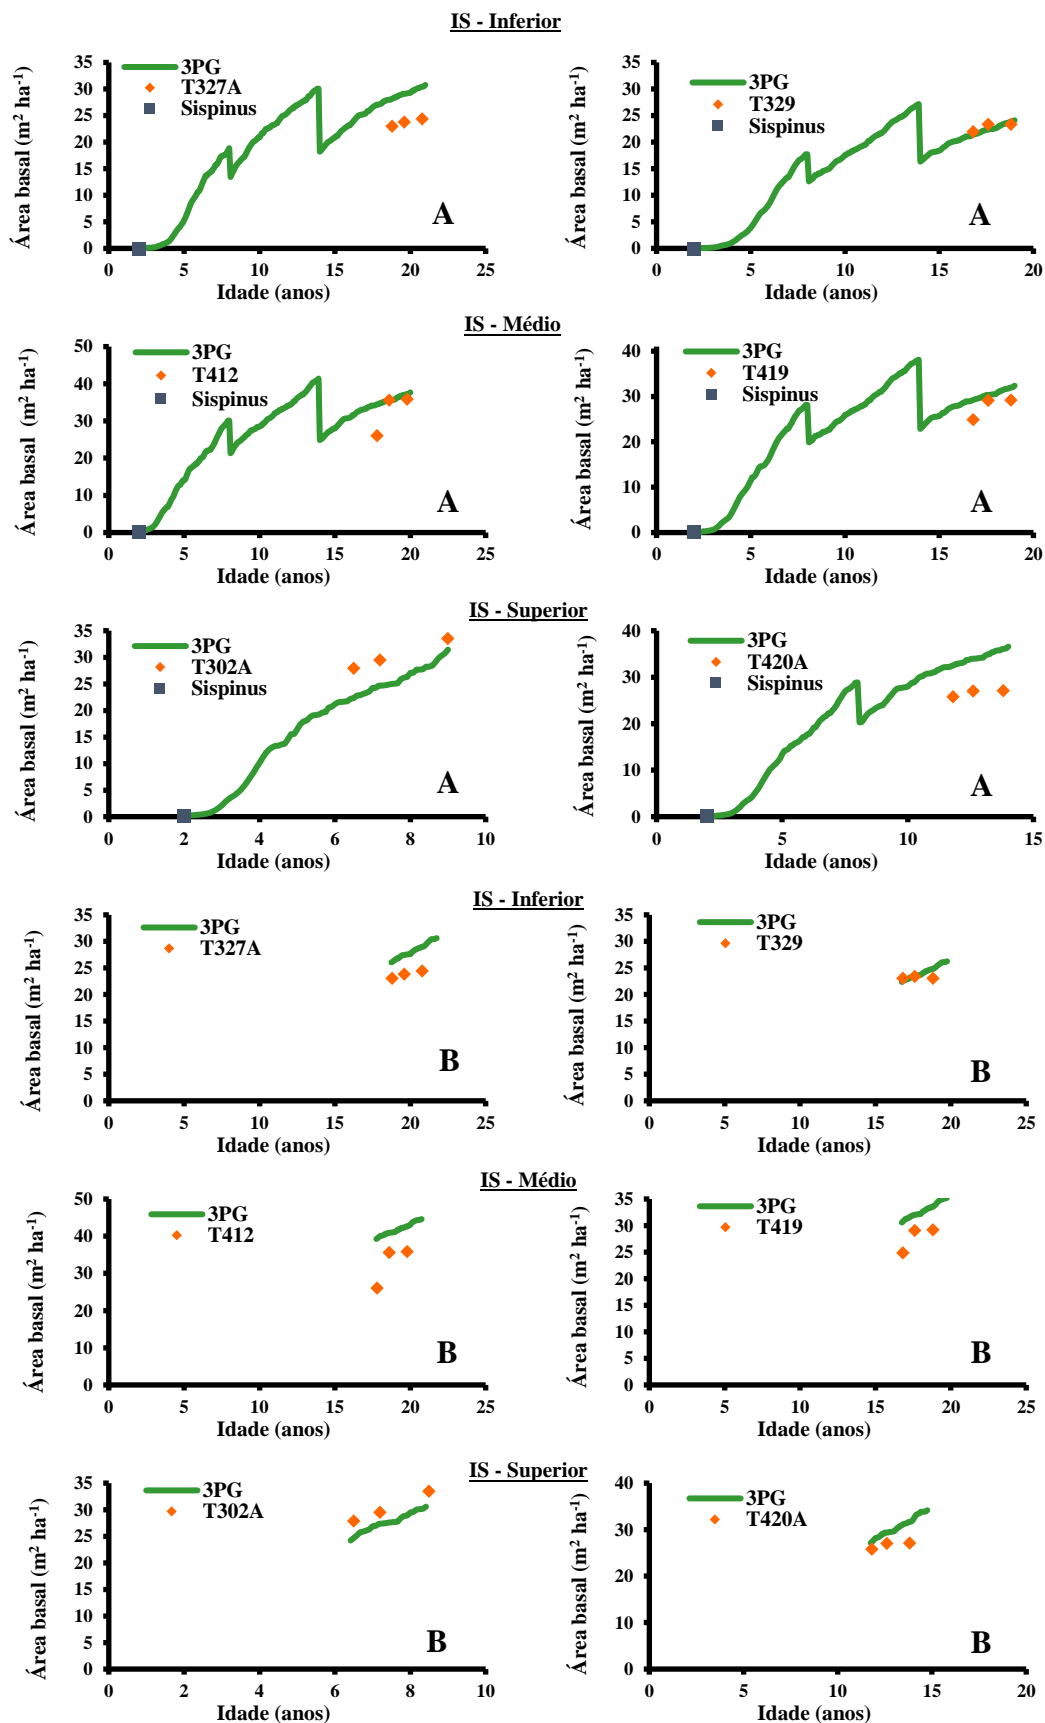 IS - Inferior
Área basal (m² ha⁻¹)
35
30
25
20
15
10
5
0
3PG
T327A
Sispinus
A
0 5 10 15 20 25
Idade (anos)
Área basal (m² ha⁻¹)
35
30
25
20
15
10
5
0
3PG
T329
Sispinus
A
0 5 10 15 20
Idade (anos)
IS - Médio
Área basal (m² ha⁻¹)
50
40
30
20
10
0
3PG
T412
Sispinus
A
0 5 10 15 20 25
Idade (anos)
Área basal (m² ha⁻¹)
40
30
20
10
0
3PG
T419
Sispinus
A
0 5 10 15 20
Idade (anos)
IS - Superior
Área basal (m² ha⁻¹)
35
30
25
20
15
10
5
0
3PG
T302A
Sispinus
A
0 2 4 6 8 10
Idade (anos)
Área basal (m² ha⁻¹)
40
30
20
10
0
3PG
T420A
Sispinus
A
0 5 10 15
Idade (anos)
IS - Inferior
Área basal (m² ha⁻¹)
35
30
25
20
15
10
5
0
3PG
T327A
B
0 5 10 15 20 25
Idade (anos)
Área basal (m² ha⁻¹)
35
30
25
20
15
10
5
0
3PG
T329
B
0 5 10 15 20 25
Idade (anos)
IS - Médio
Área basal (m² ha⁻¹)
50
40
30
20
10
0
3PG
T412
B
0 5 10 15 20 25
Idade (anos)
Área basal (m² ha⁻¹)
35
30
25
20
15
10
5
0
3PG
T419
B
0 5 10 15 20 25
Idade (anos)
IS - Superior
Área basal (m² ha⁻¹)
35
30
25
20
15
10
5
0
3PG
T302A
B
0 2 4 6 8 10
Idade (anos)
Área basal (m² ha⁻¹)
40
30
20
10
0
3PG
T420A
B
0 5 10 15 20
Idade (anos)